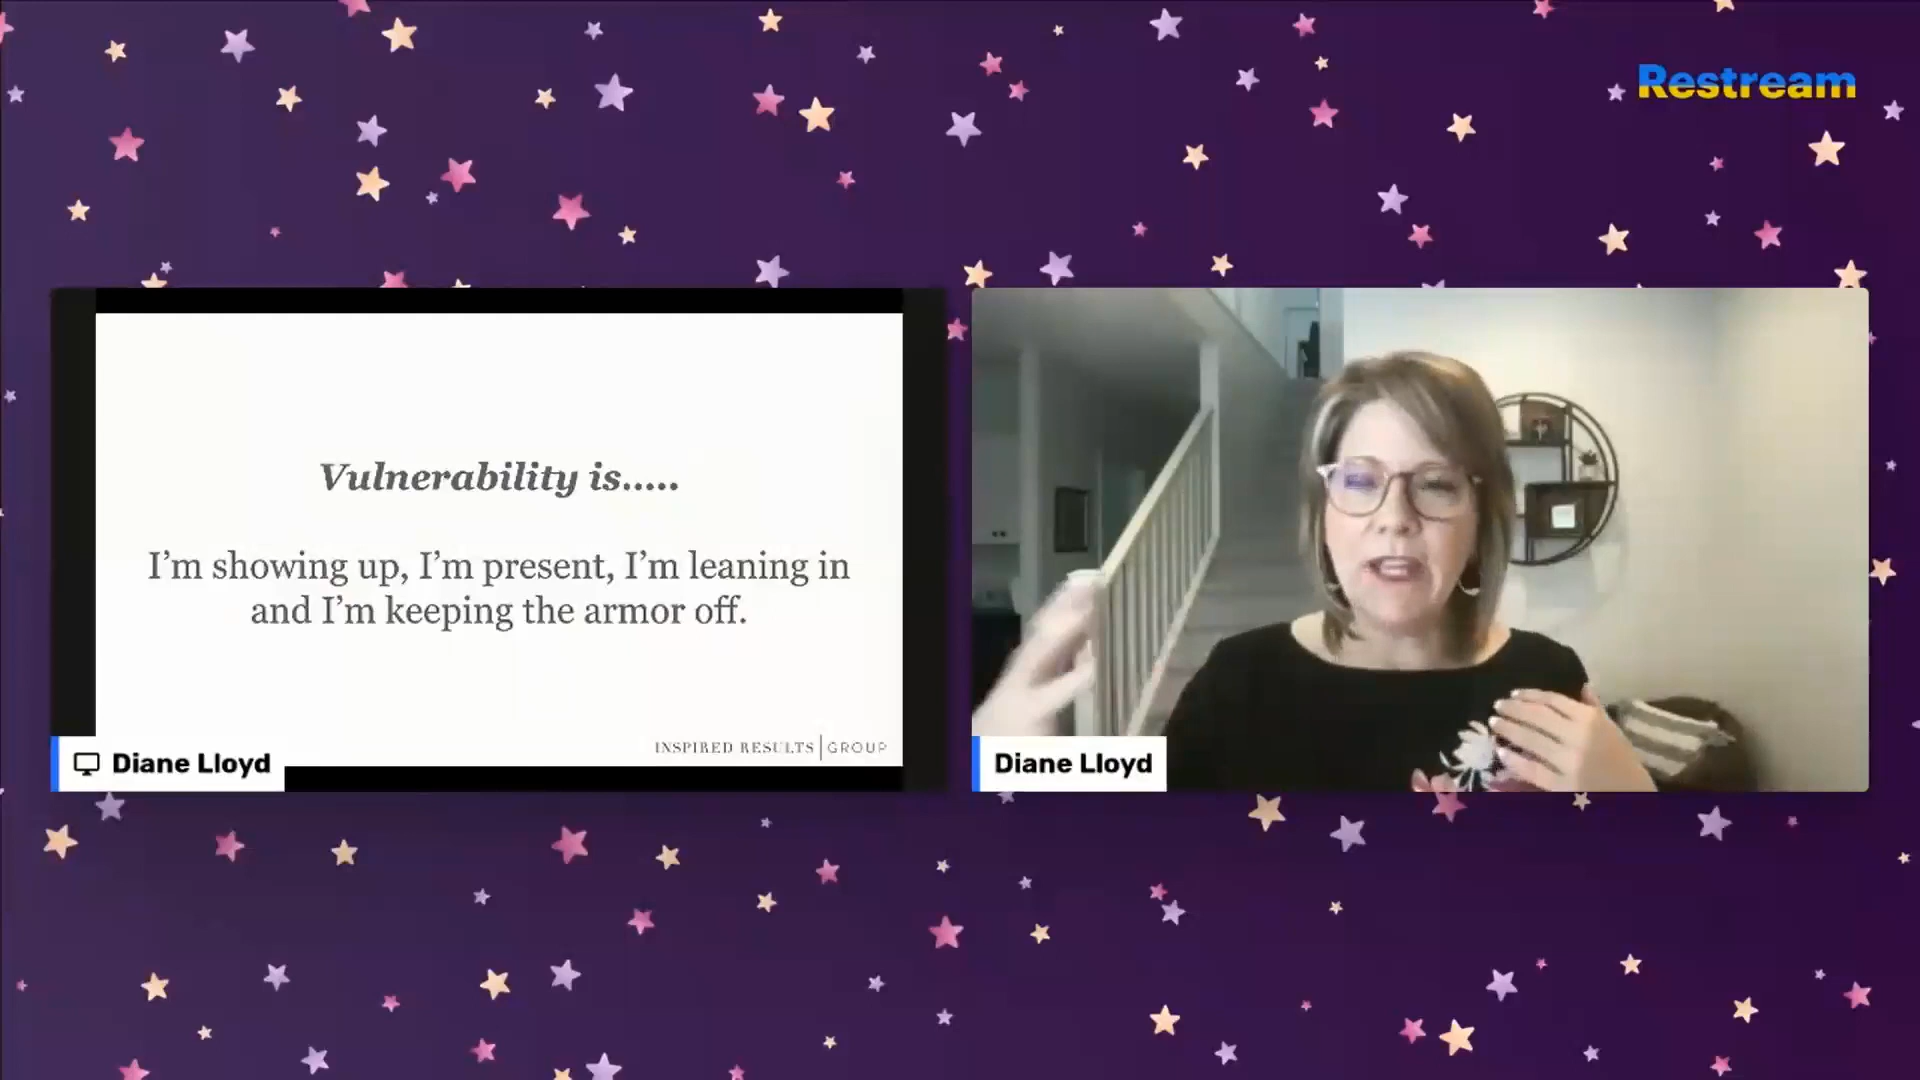 Restream
Vulnerability is.....
I’m showing up, I’m present, I’m leaning in
and I’m keeping the armor off.
INSPIRED RESULTS GROUP
Diane Lloyd
Diane Lloyd